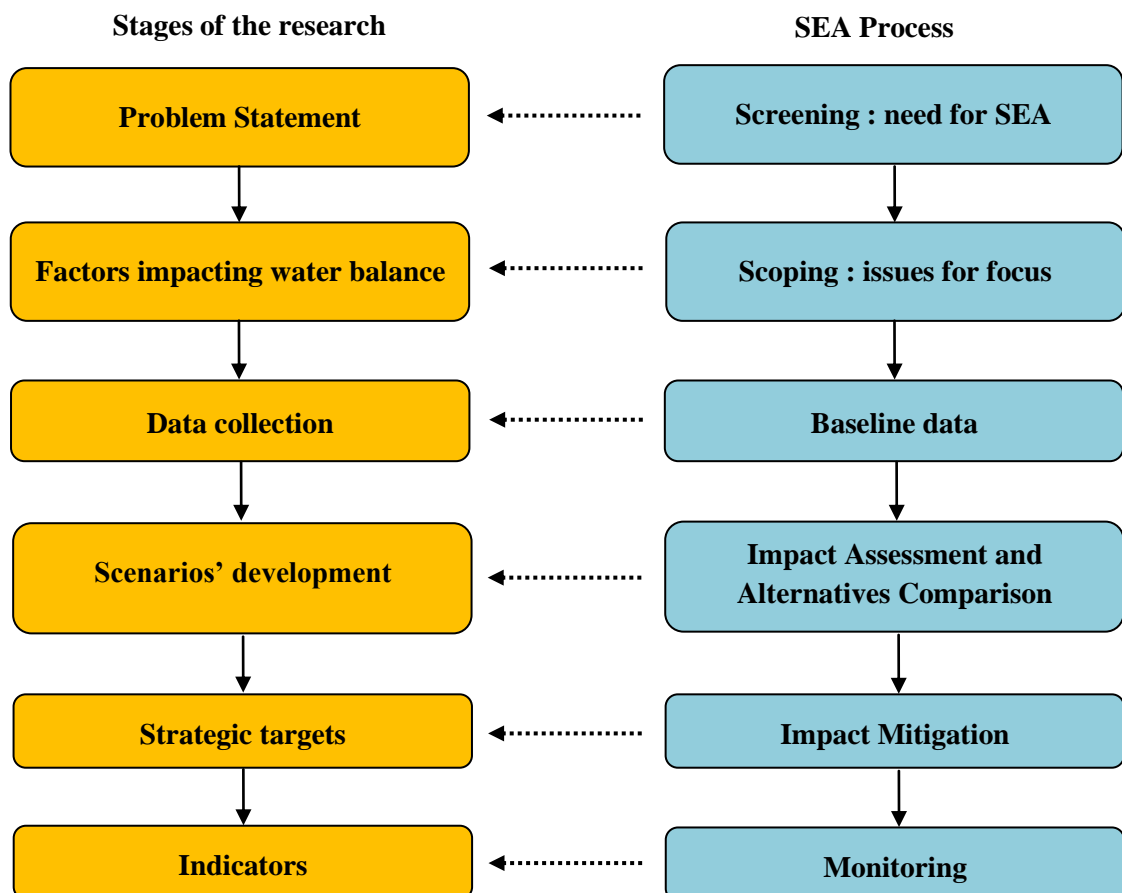 Stages of the research
SEA Process
Problem Statement
Screening : need for SEA
Factors impacting water balance
Scoping : issues for focus
Data collection
Baseline data
Scenarios’ development
Impact Assessment and
Alternatives Comparison
Strategic targets
Impact Mitigation
Indicators
Monitoring